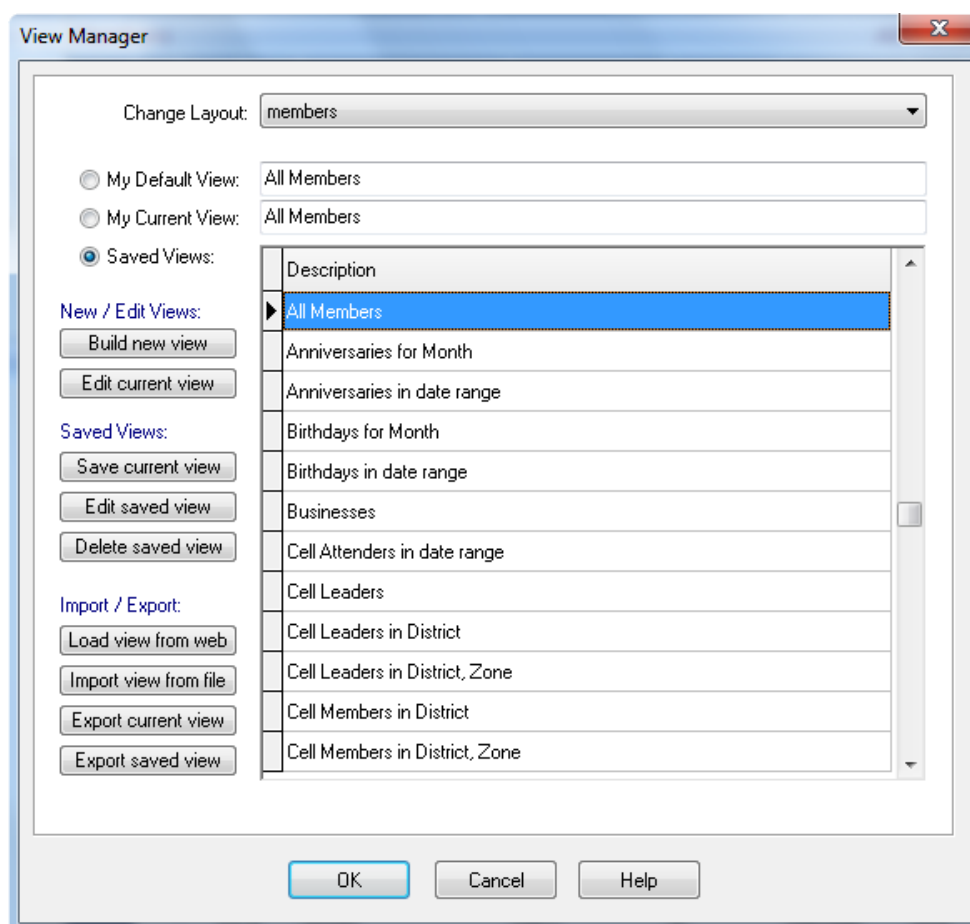 View Manager
Change Layout: members
My Default View: All Members
My Current View: All Members
Saved Views:
Description
All Members
Anniversaries for Month
Anniversaries in date range
Birthdays for Month
Birthdays in date range
Businesses
Cell Attenders in date range
Cell Leaders
Cell Leaders in District
Cell Leaders in District, Zone
Cell Members in District
Cell Members in District, Zone
New / Edit Views:
Build new view
Edit current view
Saved Views:
Save current view
Edit saved view
Delete saved view
Import / Export:
Load view from web
Import view from file
Export current view
Export saved view
OK Cancel Help